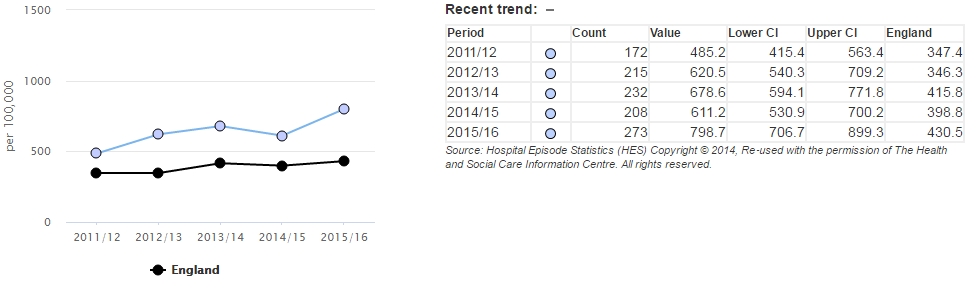 1500
1000
500
0
per 100,000
2011/12 2012/13 2013/14 2014/15 2015/16
England
Recent trend: –
Period Count Value Lower CI Upper CI England
2011/12 172 485.2 415.4 563.4 347.4
2012/13 215 620.5 540.3 709.2 346.3
2013/14 232 678.6 594.1 771.8 415.8
2014/15 208 611.2 530.9 700.2 398.8
2015/16 273 798.7 706.7 899.3 430.5
Source: Hospital Episode Statistics (HES) Copyright © 2014, Re-used with the permission of The Health
and Social Care Information Centre. All rights reserved.